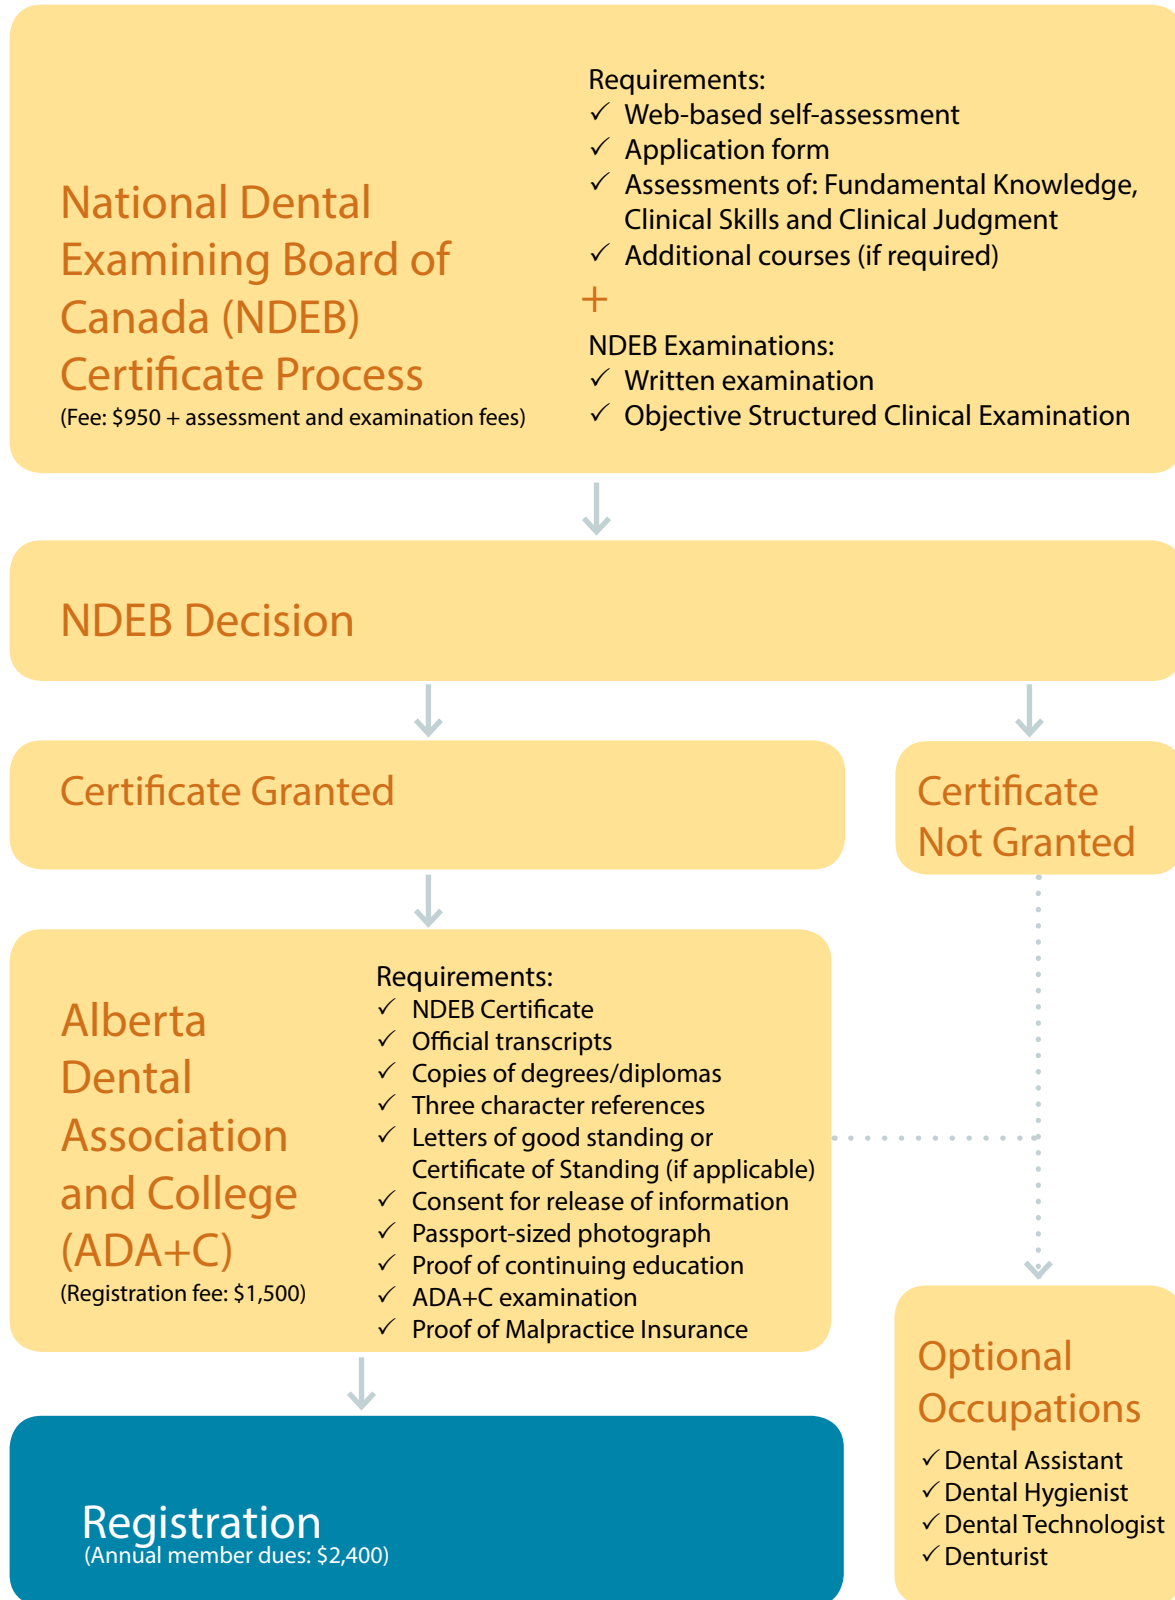 National Dental
Examining Board of
Canada (NDEB)
Certificate Process
(Fee: $950 + assessment and examination fees)
Requirements:
✓ Web-based self-assessment
✓ Application form
✓ Assessments of: Fundamental Knowledge,
Clinical Skills and Clinical Judgment
✓ Additional courses (if required)
+
NDEB Examinations:
✓ Written examination
✓ Objective Structured Clinical Examination
NDEB Decision
Certificate Granted
Certificate
Not Granted
Alberta
Dental
Association
and College
(ADA+C)
(Registration fee: $1,500)
Requirements:
✓ NDEB Certificate
✓ Official transcripts
✓ Copies of degrees/diplomas
✓ Three character references
✓ Letters of good standing or
Certificate of Standing (if applicable)
✓ Consent for release of information
✓ Passport-sized photograph
✓ Proof of continuing education
✓ ADA+C examination
✓ Proof of Malpractice Insurance
Registration
(Annual member dues: $2,400)
Optional
Occupations
✓ Dental Assistant
✓ Dental Hygienist
✓ Dental Technologist
✓ Denturist